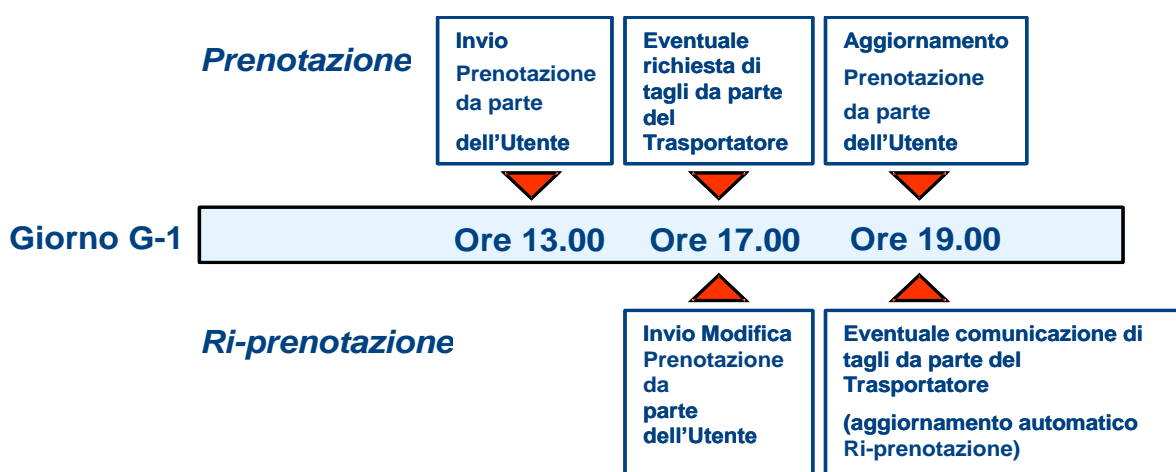 Prenotazione
Invio
Prenotazione
da parte
dell'Utente
Eventuale
richiesta di
tagli da parte
del
Trasportatore
Aggiornamento
Prenotazione
da parte
dell'Utente
Giorno G-1
Ore 13.00
Ore 17.00
Ore 19.00
Ri-prenotazione
Invio Modifica
Prenotazione
da
parte
dell'Utente
Eventuale comunicazione di
tagli da parte del
Trasportatore
(aggiornamento automatico
Ri-prenotazione)